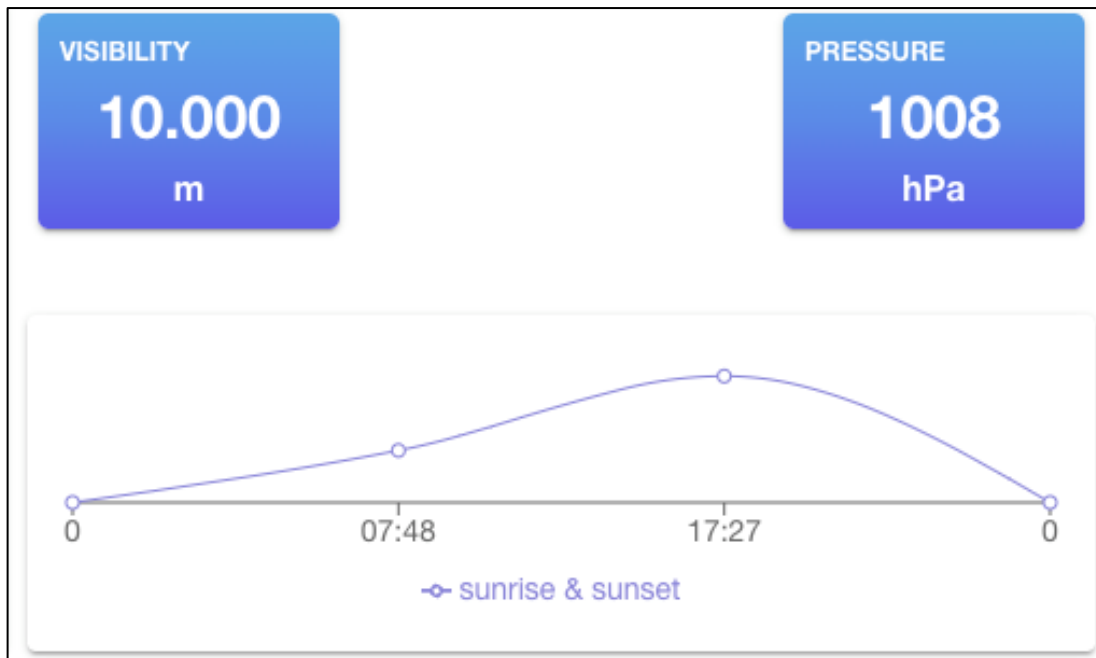 VISIBILITY
10.000
m
PRESSURE
1008
hPa
0 07:48 17:27 0
sunrise & sunset